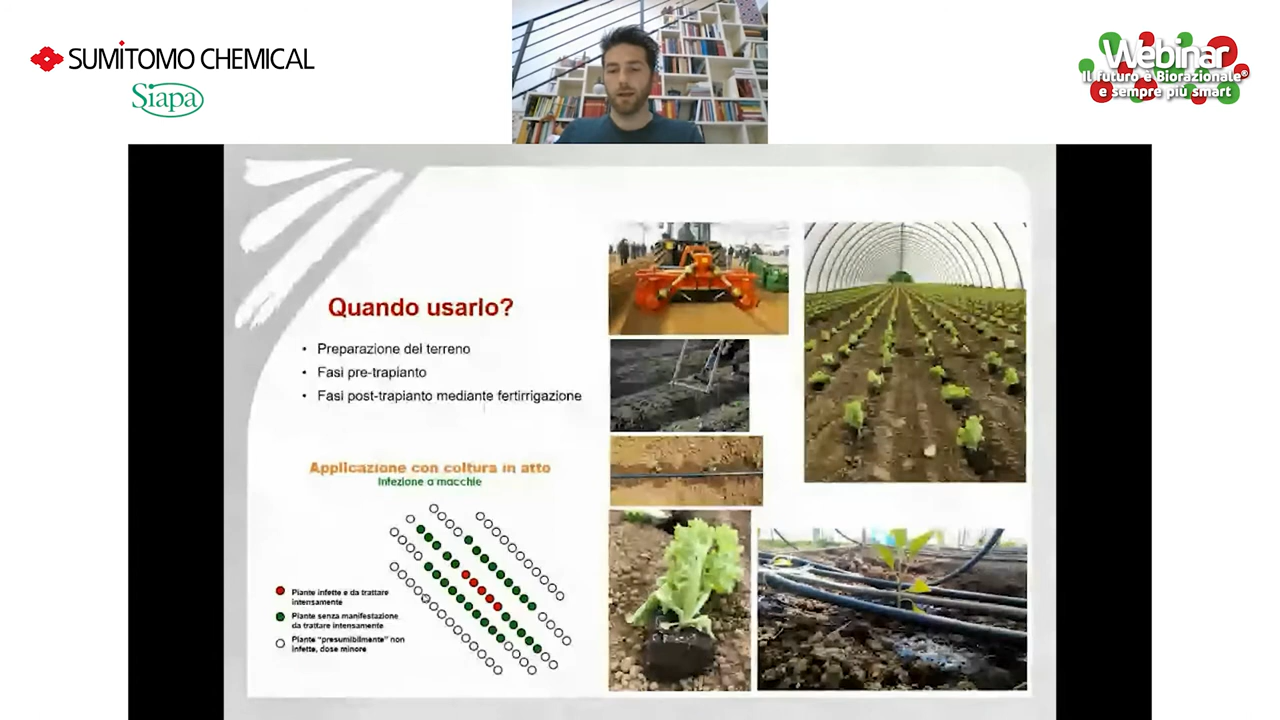 SUMITOMO CHEMICAL
Siapa
Webinar
Il futuro è Biorazionale®
e sempre più smart
Quando usarlo?
• Preparazione del terreno
• Fasi pre-trapianto
• Fasi post-trapianto mediante fertirrigazione
Applicazione con coltura in atto
Infezione a macchie
Piante infette e da trattare
intensamente
Piante senza manifestazione
da trattare intensamente
Piante "presumibilmente" non
infette, dose minore